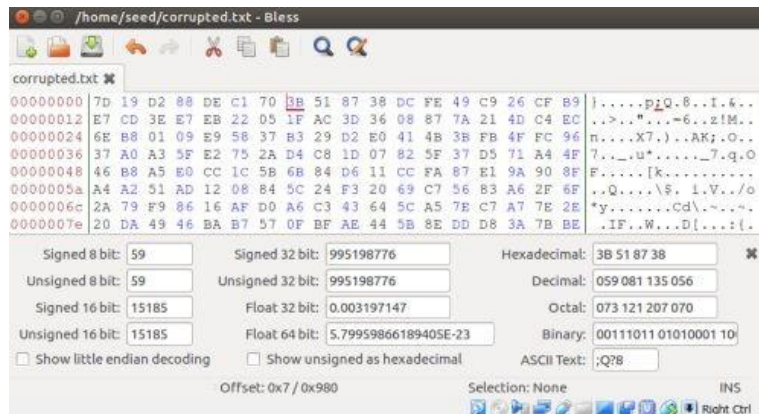 /home/seed/corrupted.txt - Bless
corrupted.txt
00000000 7D 19 D2 88 DE C1 70 3B 51 87 38 DC FE 49 C9 26 CF B9 }.....p;Q.8..I.&..
00000012 E7 CD 3E E7 EB 22 05 1F AC 3D 36 08 87 7A 21 4D C4 EC ..>.."...=6..z!M..
00000024 6E B8 01 09 E9 58 37 B3 29 D2 E0 41 4B 3B FB 4F FC 96 n....X7.)..AK;.O..
00000036 37 A0 A3 5F E2 75 2A D4 C8 1D 07 82 5F 37 D5 71 A4 4F 7.._.u*....._7.q.O
00000048 46 B8 A5 E0 CC 1C 5B 6B 84 D6 11 CC FA 87 E1 9A 90 8F F.....[k..........
0000005a A4 A2 51 AD 12 08 84 5C 24 F3 20 69 C7 56 83 A6 2F 6F ..Q....\$. i.V../o
0000006c 2A 79 F9 86 16 AF D0 A6 C3 43 64 5C A5 7E C7 A7 7E 2E *y.......Cd\.~..~.
0000007e 20 DA 49 46 BA B7 57 0F BF AE 44 5B 8E DD D8 3A 7B BE .IF..W...D[...:{.
Signed 8 bit: 59 Signed 32 bit: 995198776 Hexadecimal: 3B 51 87 38
Unsigned 8 bit: 59 Unsigned 32 bit: 995198776 Decimal: 059 081 135 056
Signed 16 bit: 15185 Float 32 bit: 0.003197147 Octal: 073 121 207 070
Unsigned 16 bit: 15185 Float 64 bit: 5.79959866189405E-23 Binary: 00111011 01010001 10
Show little endian decoding Show unsigned as hexadecimal ASCII Text: ;Q?8
Offset: 0x7 / 0x980 Selection: None INS
Right Ctrl